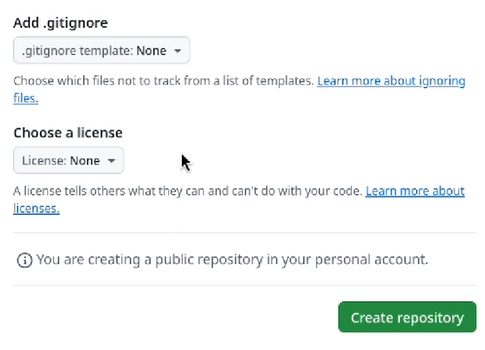 Add .gitignore
.gitignore template: None
Choose which files not to track from a list of templates. Learn more about ignoring
files.
Choose a license
License: None
A license tells others what they can and can't do with your code. Learn more about
licenses.
You are creating a public repository in your personal account.
Create repository